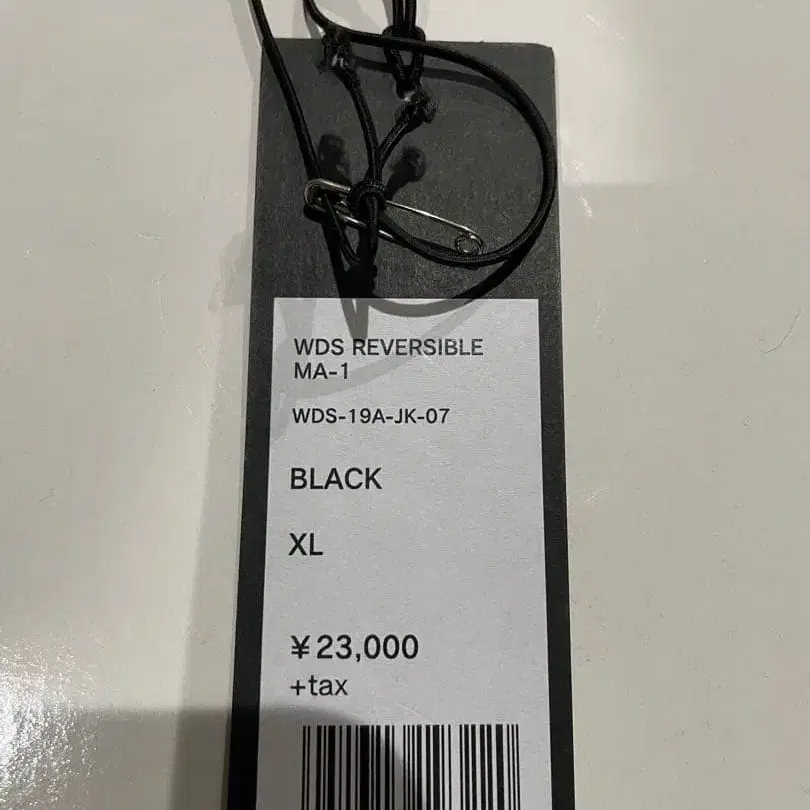 WDS REVERSIBLE
MA-1
WDS-19A-JK-07
BLACK
XL
¥23,000
+tax